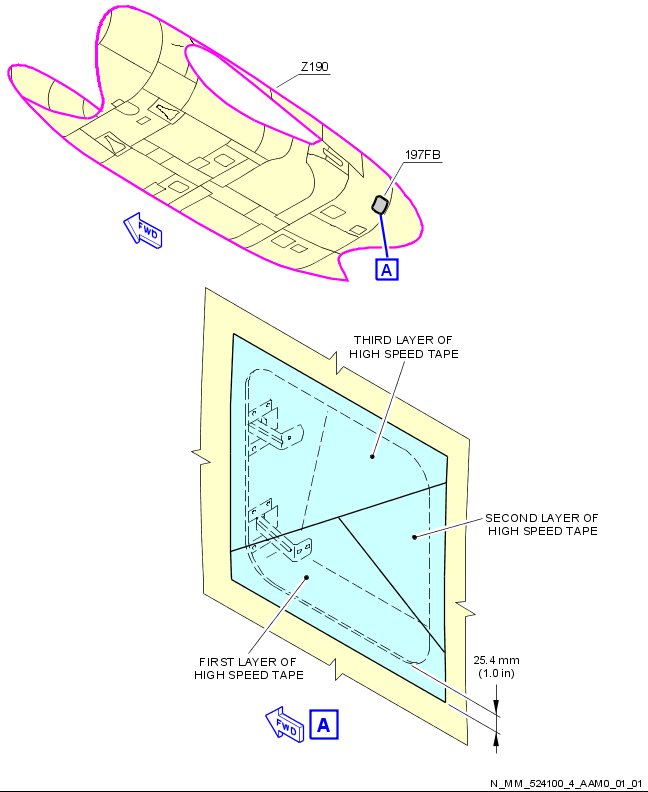 Z190
197FB
FWD
A
THIRD LAYER OF
HIGH SPEED TAPE
SECOND LAYER OF
HIGH SPEED TAPE
FIRST LAYER OF
HIGH SPEED TAPE
25.4 mm
(1.0 in)
FWD
A
N_MM_524100_4_AAM0_01_01